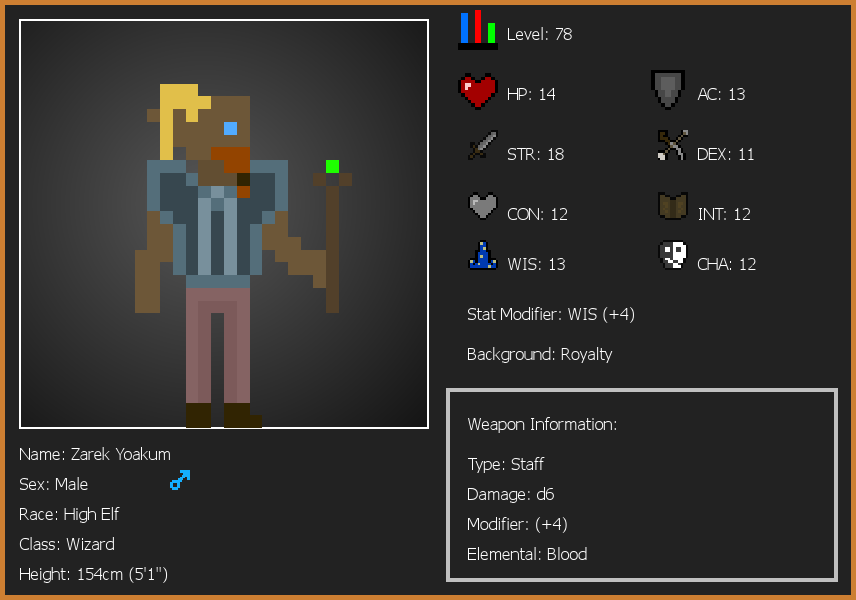 Level: 78
HP: 14
AC: 13
STR: 18
DEX: 11
CON: 12
INT: 12
WIS: 13
CHA: 12
Stat Modifier: WIS (+4)
Background: Royalty
Weapon Information:
Type: Staff
Damage: d6
Modifier: (+4)
Elemental: Blood
Name: Zarek Yoakum
Sex: Male
Race: High Elf
Class: Wizard
Height: 154cm (5'1")